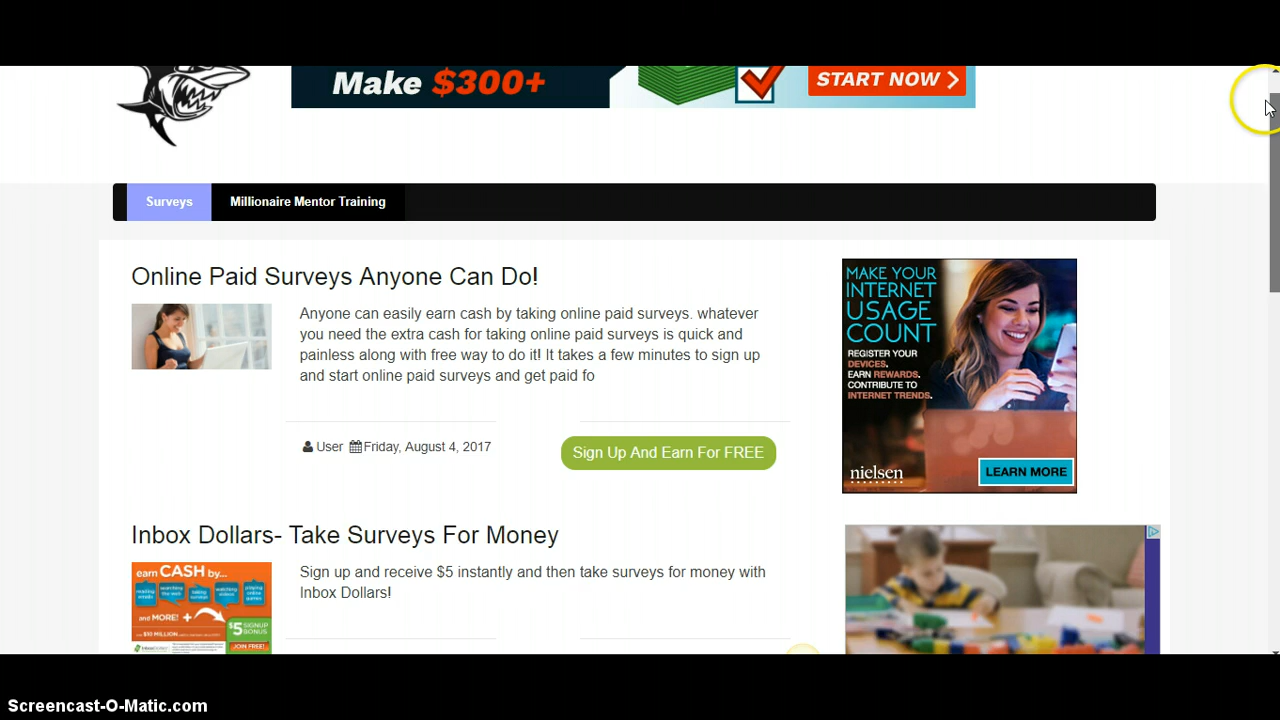 Make $300+
START NOW
Surveys
Millionaire Mentor Training
Online Paid Surveys Anyone Can Do!
Anyone can easily earn cash by taking online paid surveys. whatever
you need the extra cash for taking online paid surveys is quick and
painless along with free way to do it! It takes a few minutes to sign up
and start online paid surveys and get paid fo
User
Friday, August 4, 2017
Sign Up And Earn For FREE
MAKE YOUR
INTERNET
USAGE
COUNT
REGISTER YOUR
DEVICES.
EARN REWARDS.
CONTRIBUTE TO
INTERNET TRENDS.
nielsen
LEARN MORE
Inbox Dollars- Take Surveys For Money
earn CASH by...
and MORE!
$5 SIGNUP
BONUS
JOIN FREE!
Sign up and receive $5 instantly and then take surveys for money with
Inbox Dollars!
Screencast-O-Matic.com